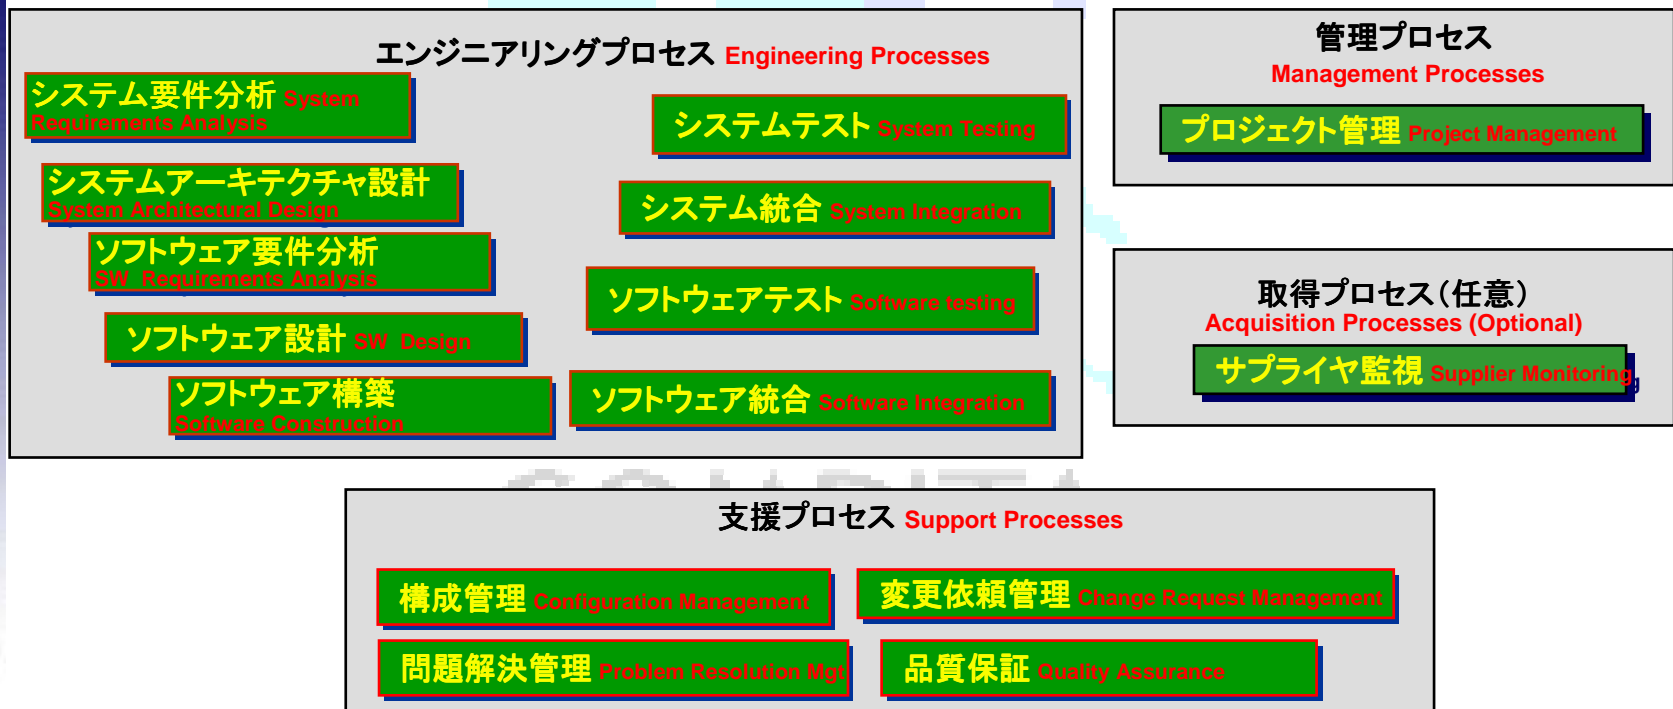 エンジニアリングプロセス Engineering Processes
システム要件分析 System
Requirements Analysis
システムアーキテクチャ設計
System Architectural Design
ソフトウェア要件分析
SW Requirements Analysis
ソフトウェア設計 SW Design
ソフトウェア構築
Software Construction
システムテスト System Testing
システム統合 System Integration
ソフトウェアテスト Software testing
ソフトウェア統合 Software Integration
管理プロセス
Management Processes
プロジェクト管理 Project Management
取得プロセス(任意)
Acquisition Processes (Optional)
サプライヤ監視 Supplier Monitoring
支援プロセス Support Processes
構成管理 Configuration Management
変更依頼管理 Change Request Management
問題解決管理 Problem Resolution Mgt
品質保証 Quality Assurance